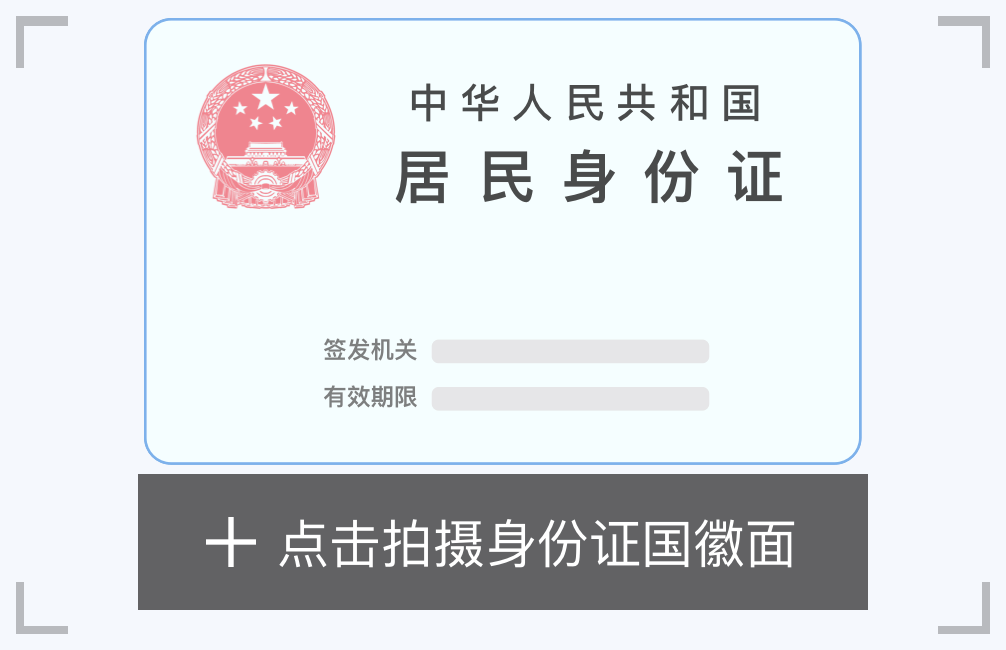 中华人民共和国
居民身份证
签发机关
有效期限
点击拍摄身份证国徽面